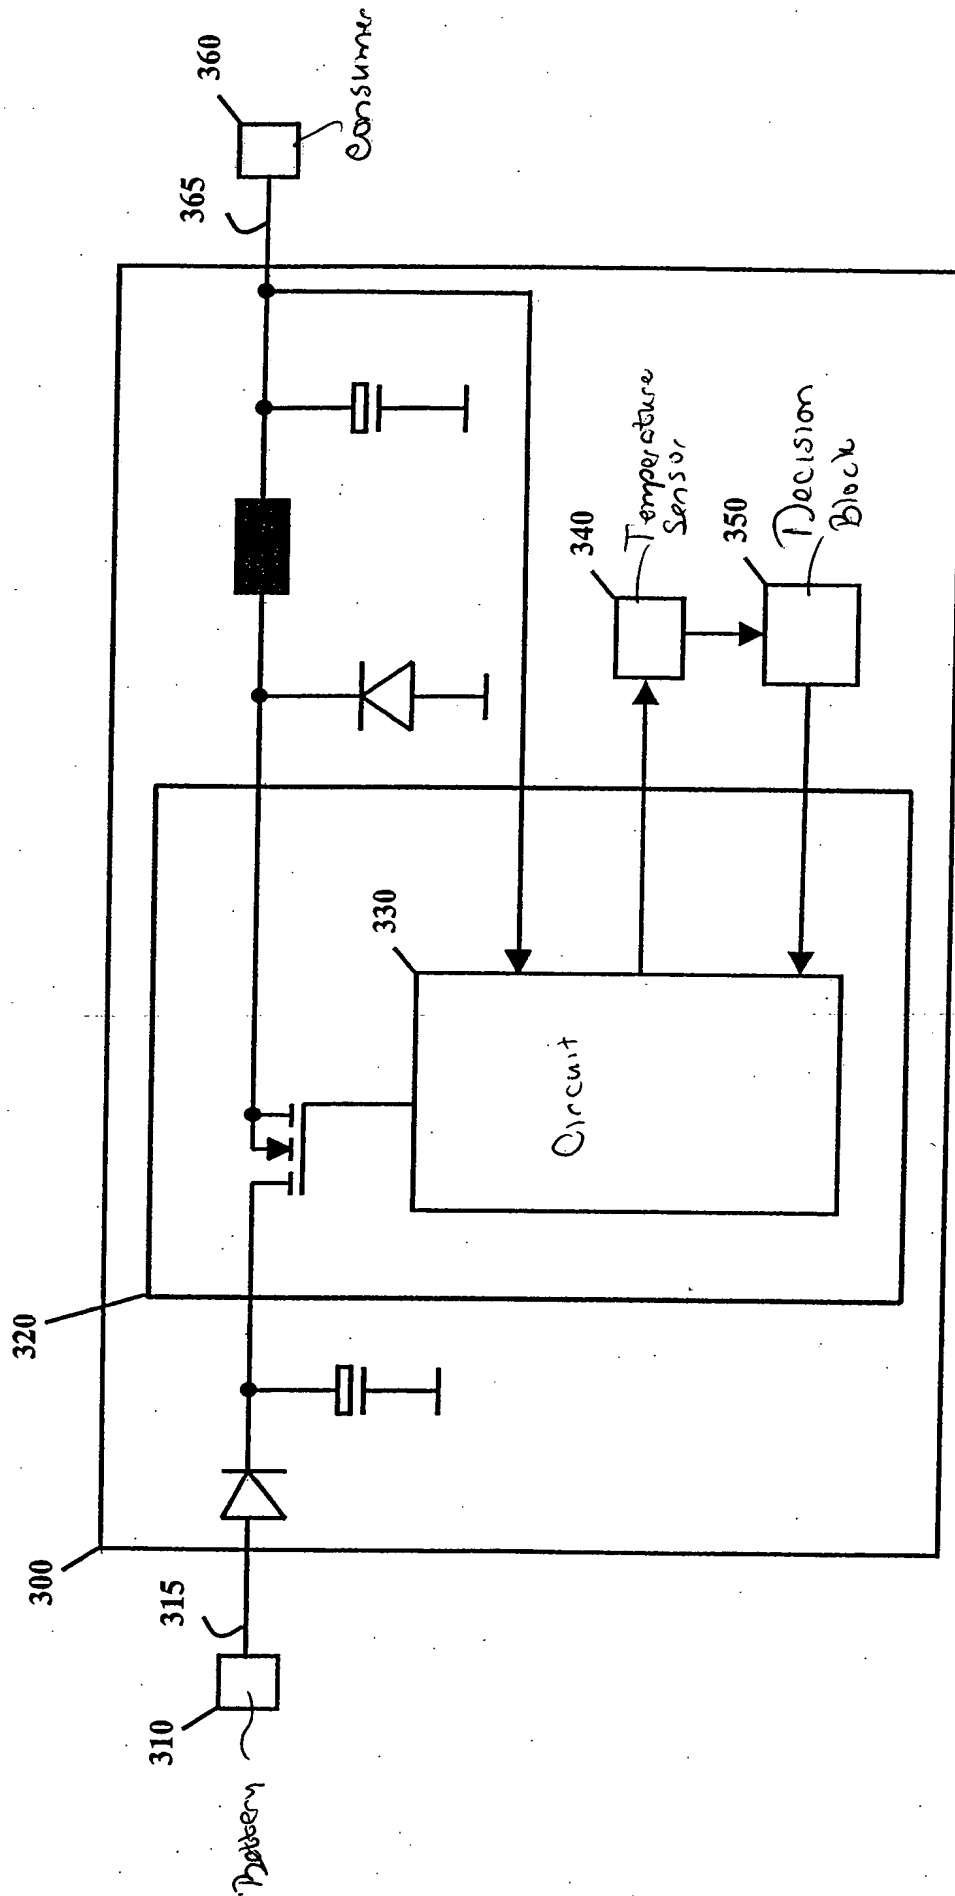 300
310
Battery
315
320
330
Circuit
340
Temperature
Sensor
350
Decision
Block
360
Consumer
365